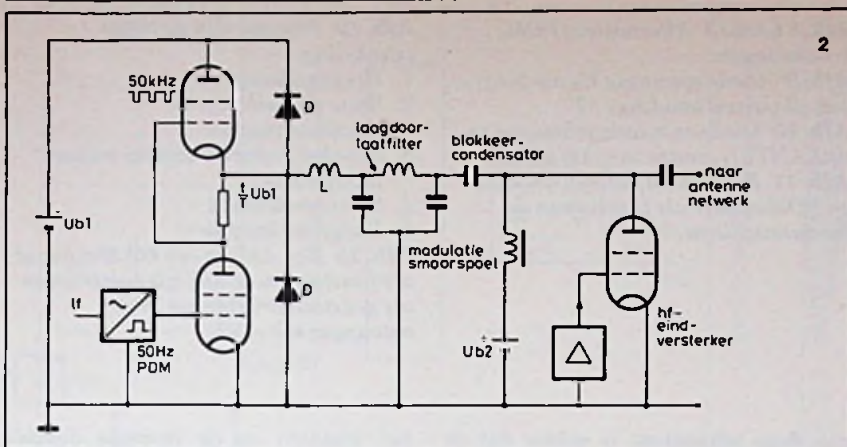 2
50kHz
D
laagdoor-
laatfilter
blokkeer-
condensator
naar
antenne
netwerk
L
t/T Ub1
Ub1
modulatie
smoorspoel
D
lf
50Hz
PDM
+
Ub2
hf-
eind-
versterker